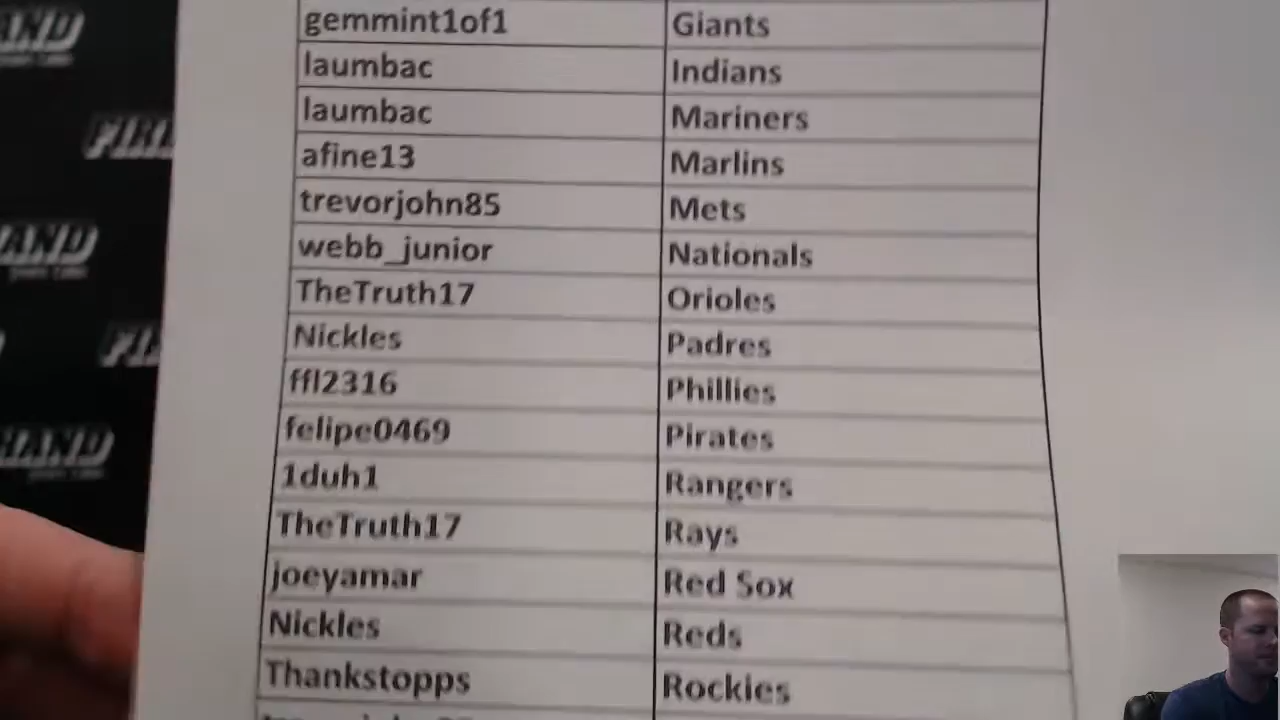 gemmint1of1 Giants
laumbac Indians
laumbac Mariners
afine13 Marlins
trevorjohn85 Mets
webb_junior Nationals
TheTruth17 Orioles
Nickles Padres
ffl2316 Phillies
felipe0469 Pirates
1duh1 Rangers
TheTruth17 Rays
joeyamar Red Sox
Nickles Reds
Thankstopps Rockies